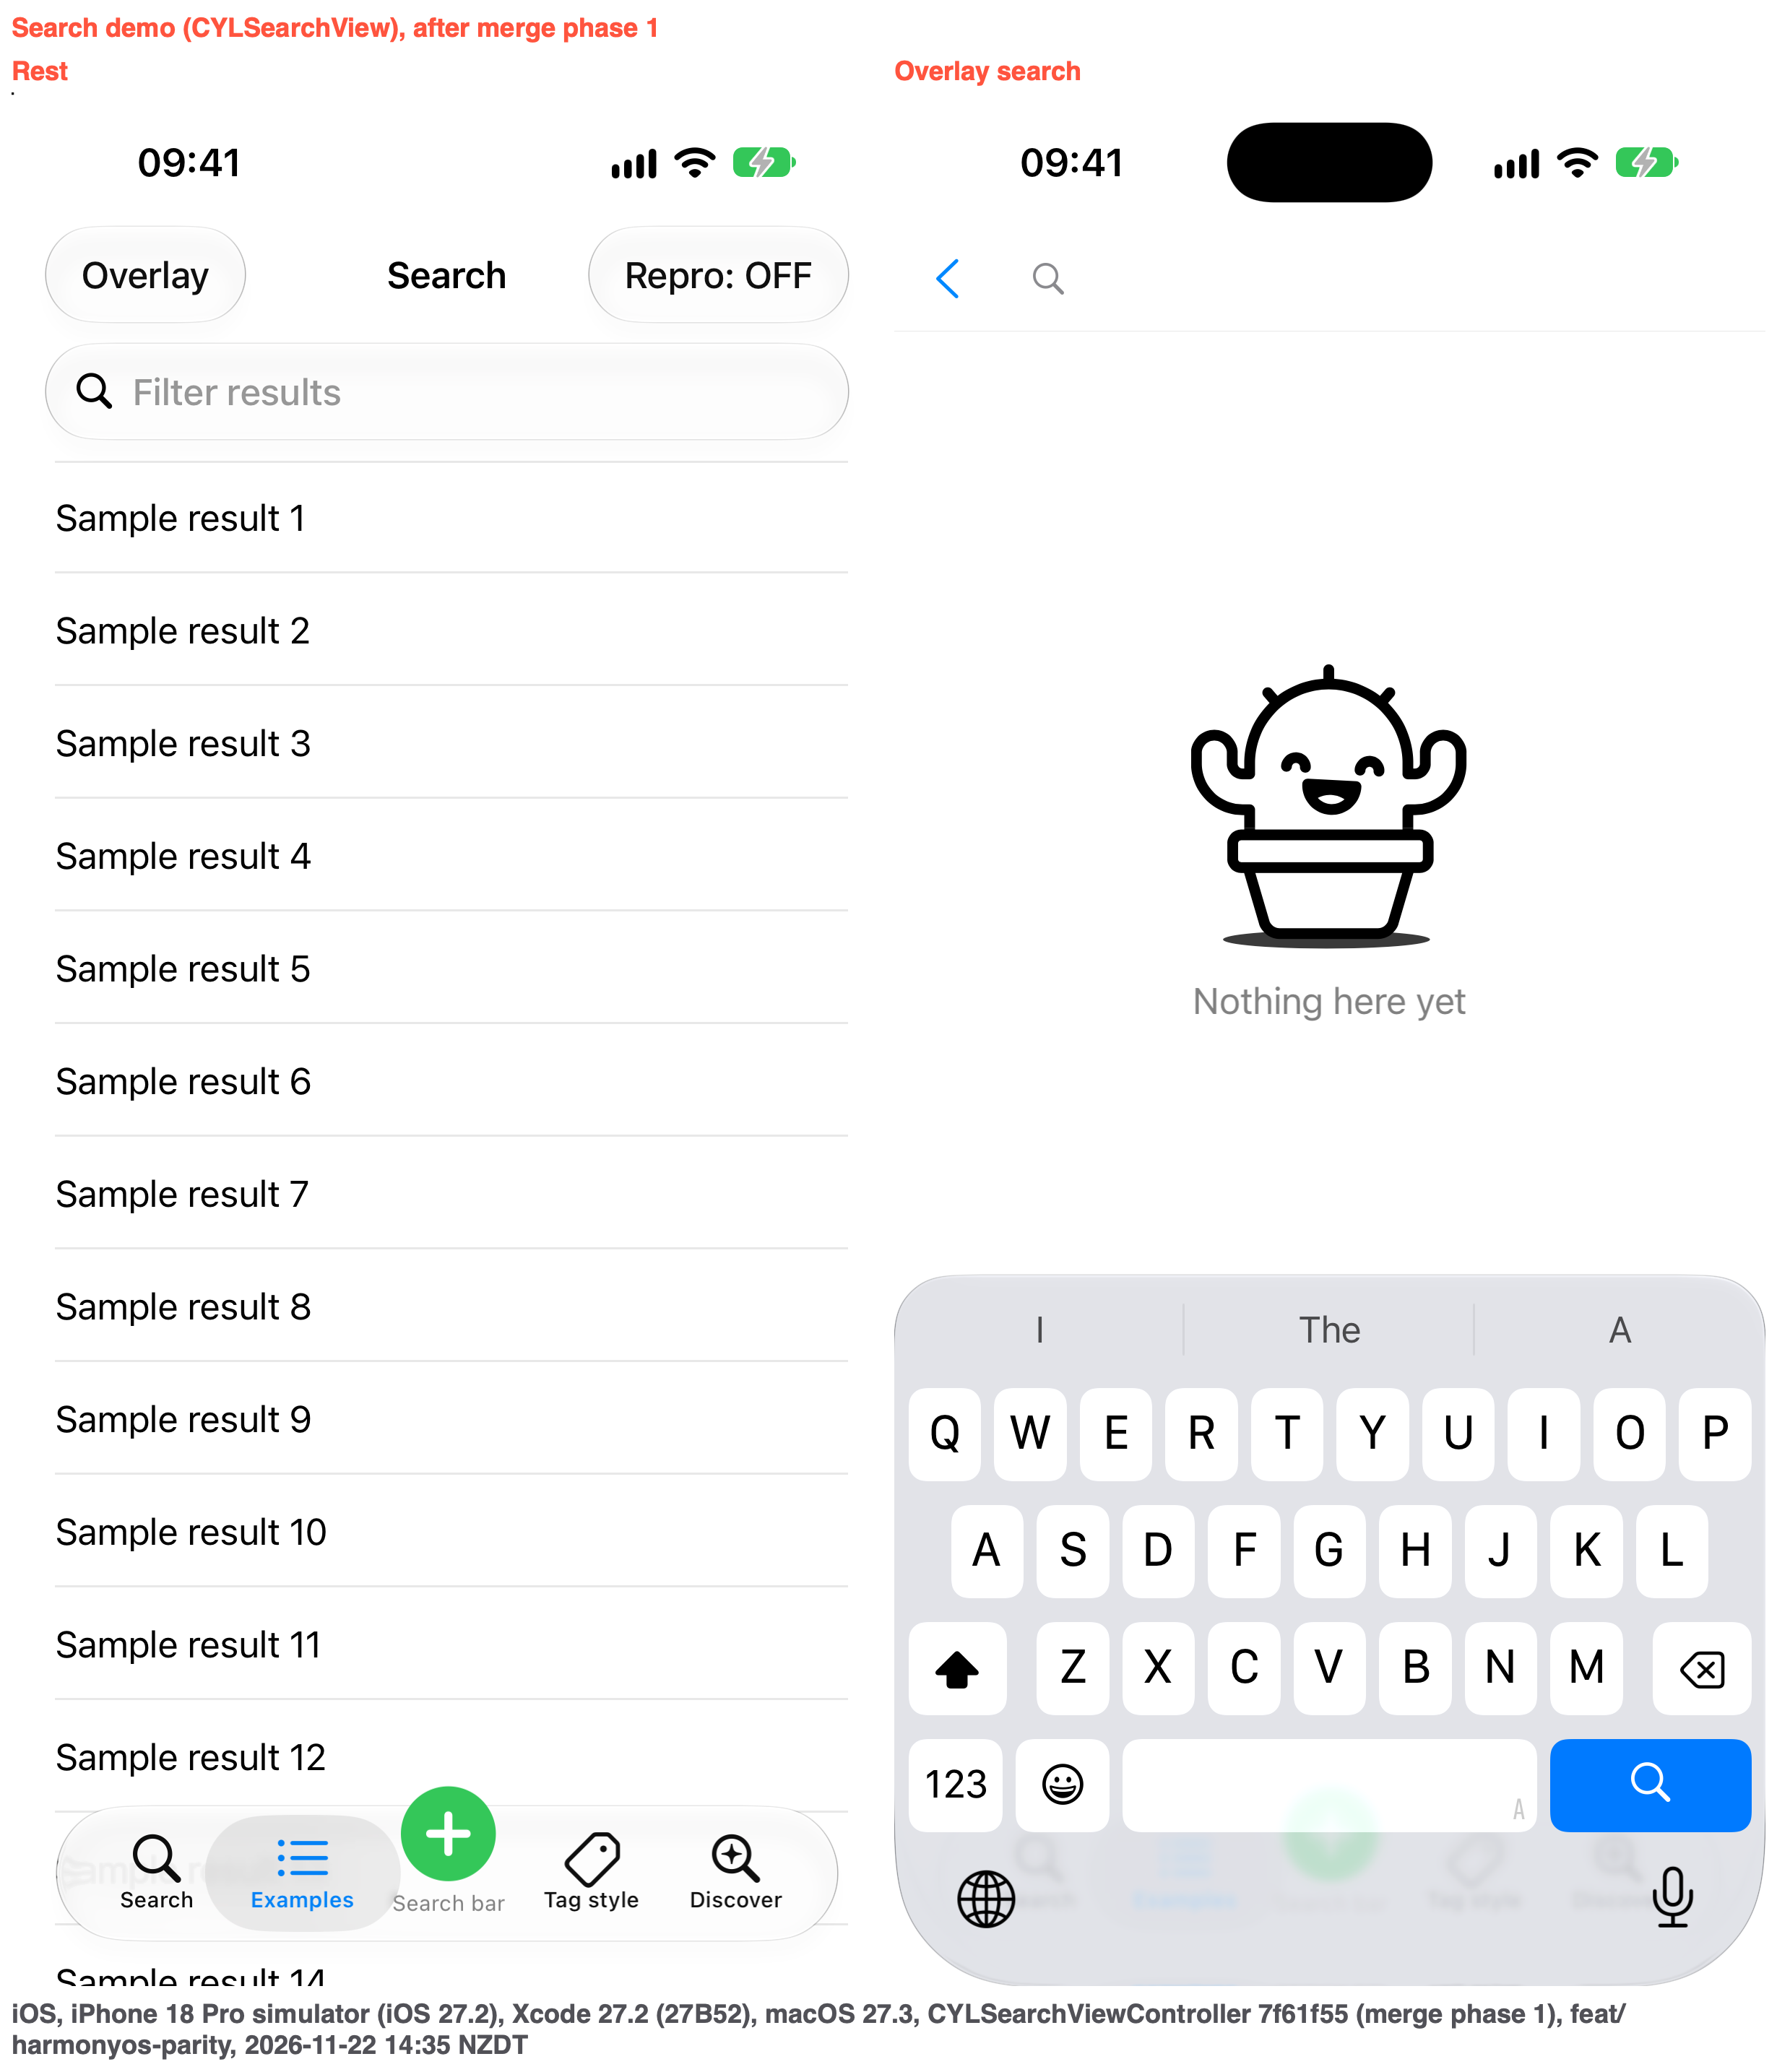 Search demo (CYLSearchView), after merge phase 1
Rest
09:41
Overlay
Search
Repro: OFF
Filter results
Sample result 1
Sample result 2
Sample result 3
Sample result 4
Sample result 5
Sample result 6
Sample result 7
Sample result 8
Sample result 9
Sample result 10
Sample result 11
Sample result 12
Search
Examples
Search bar
Tag style
Discover
Sample result 14
Overlay search
09:41
Nothing here yet
I The A
Q W E R T Y U I O P
A S D F G H J K L
Z X C V B N M
123
A
iOS, iPhone 18 Pro simulator (iOS 27.2), Xcode 27.2 (27B52), macOS 27.3, CYLSearchViewController 7f61f55 (merge phase 1), feat/
harmonyos-parity, 2026-11-22 14:35 NZDT